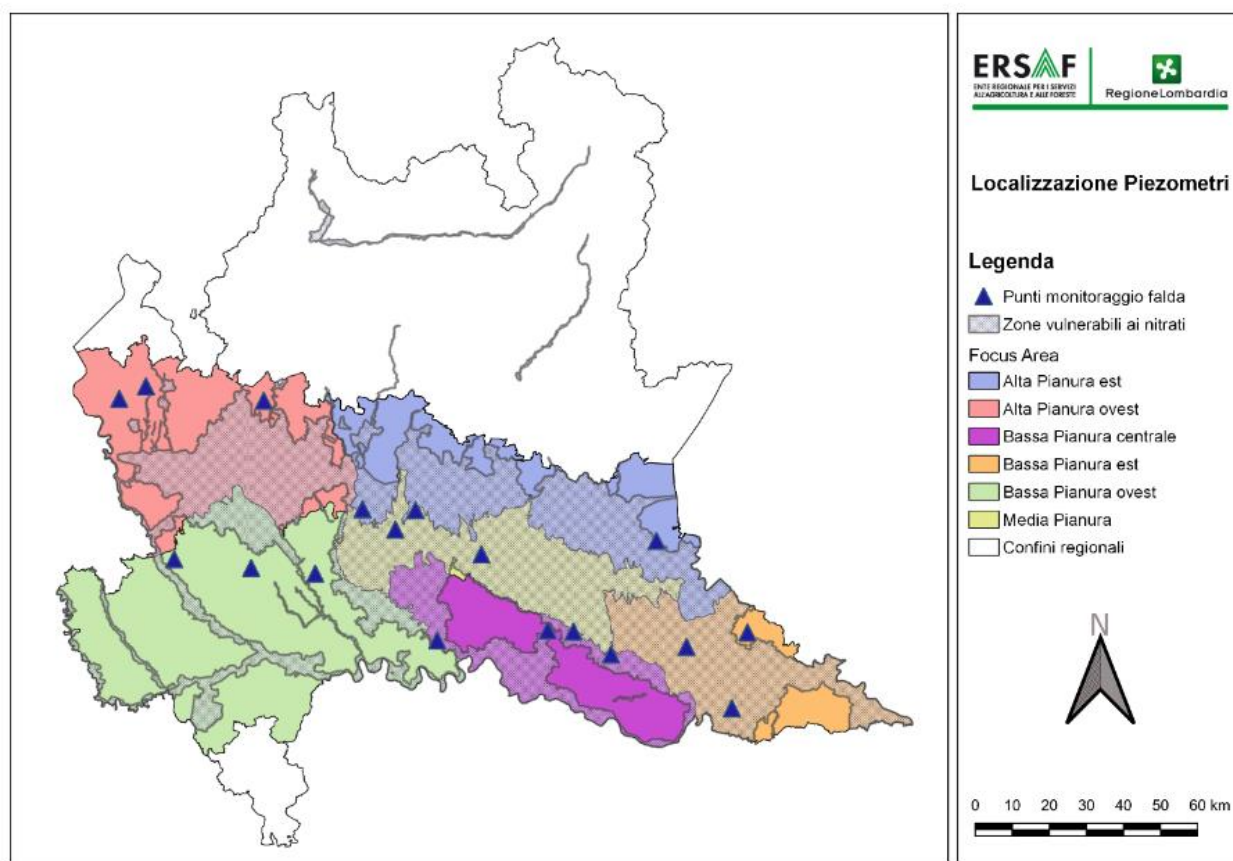 ERSAF
ENTE REGIONALE PER I SERVIZI
ALL'AGRICOLTURA E ALLE FORESTE
RegioneLombardia
Localizzazione Piezometri
Legenda
Punti monitoraggio falda
Zone vulnerabili ai nitrati
Focus Area
Alta Pianura est
Alta Pianura ovest
Bassa Pianura centrale
Bassa Pianura est
Bassa Pianura ovest
Media Pianura
Confini regionali
N
0 10 20 30 40 50 60 km